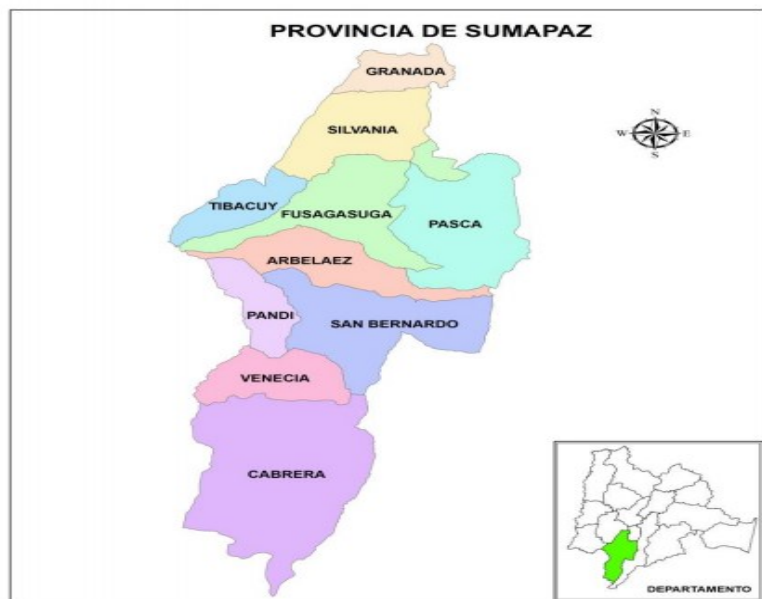 PROVINCIA DE SUMAPAZ
GRANADA
SILVANIA
N
W E
S
TIBACUY
FUSAGASUGA
PASCA
ARBELAEZ
PANDI
SAN BERNARDO
VENECIA
CABRERA
DEPARTAMENTO